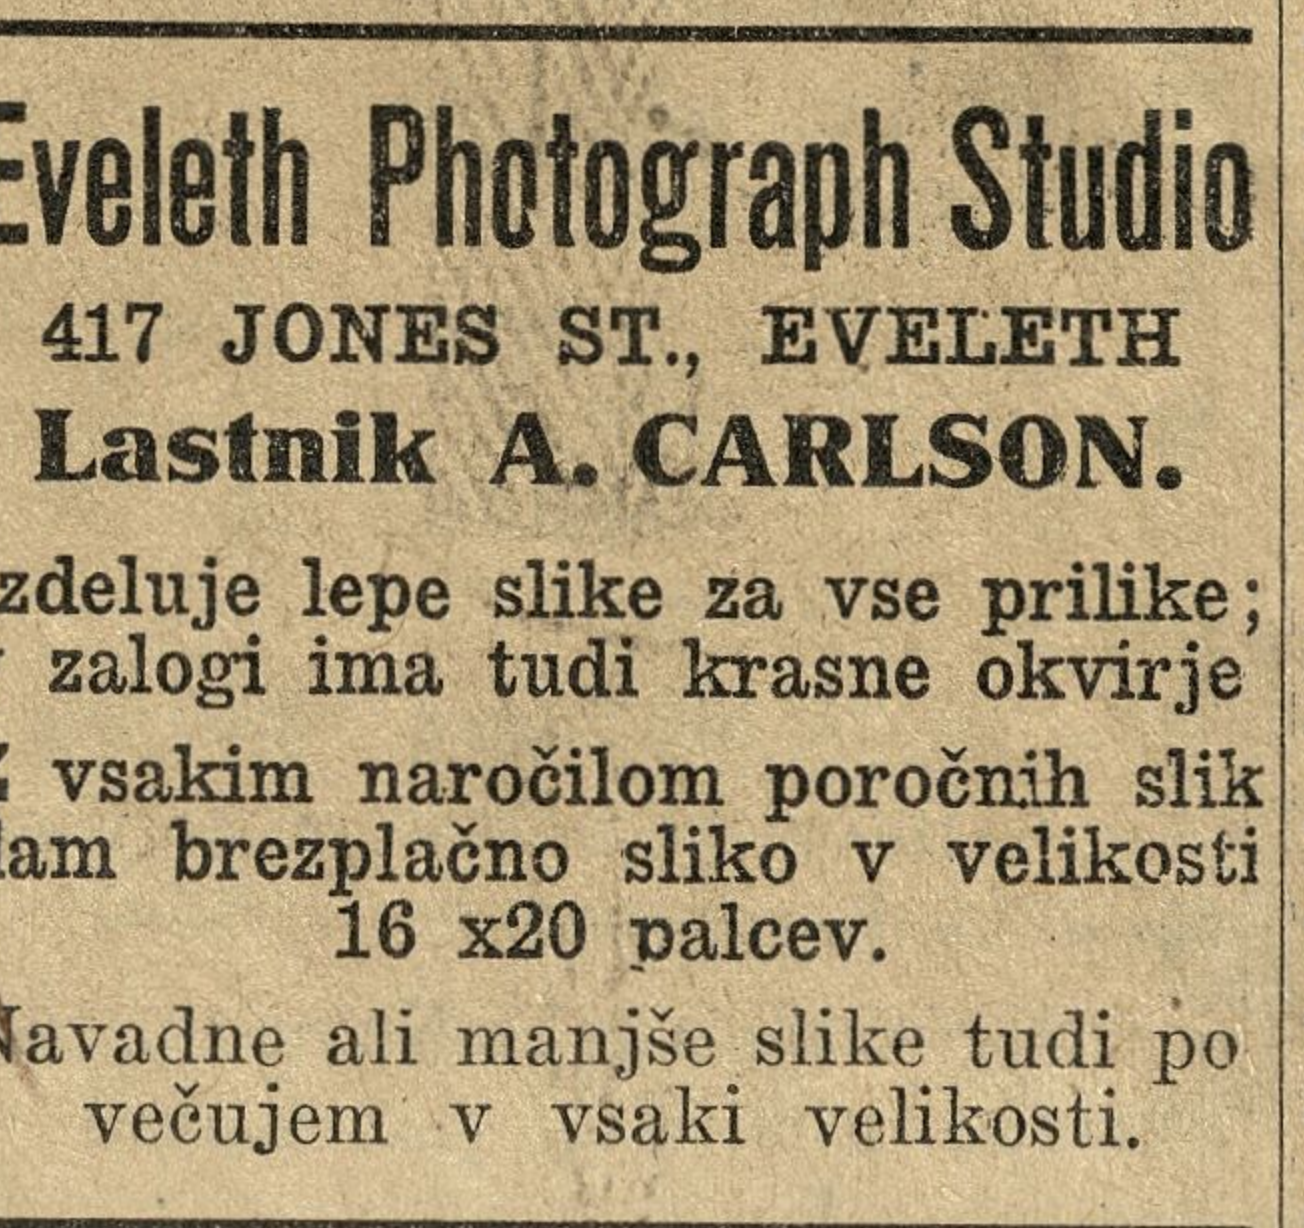 Eveleth Photograph Studio
417 JONES ST., EVELETH
Lastnik A. CARLSON.
zdeluje lepe slike za vse prilike;
zalogi ima tudi krasne okvirje
Z vsakim naročilom poročnih slik
dam brezplačno sliko v velikosti
16 x20 palcev.
Navadne ali manjše slike tudi po
večujem v vsaki velikosti.